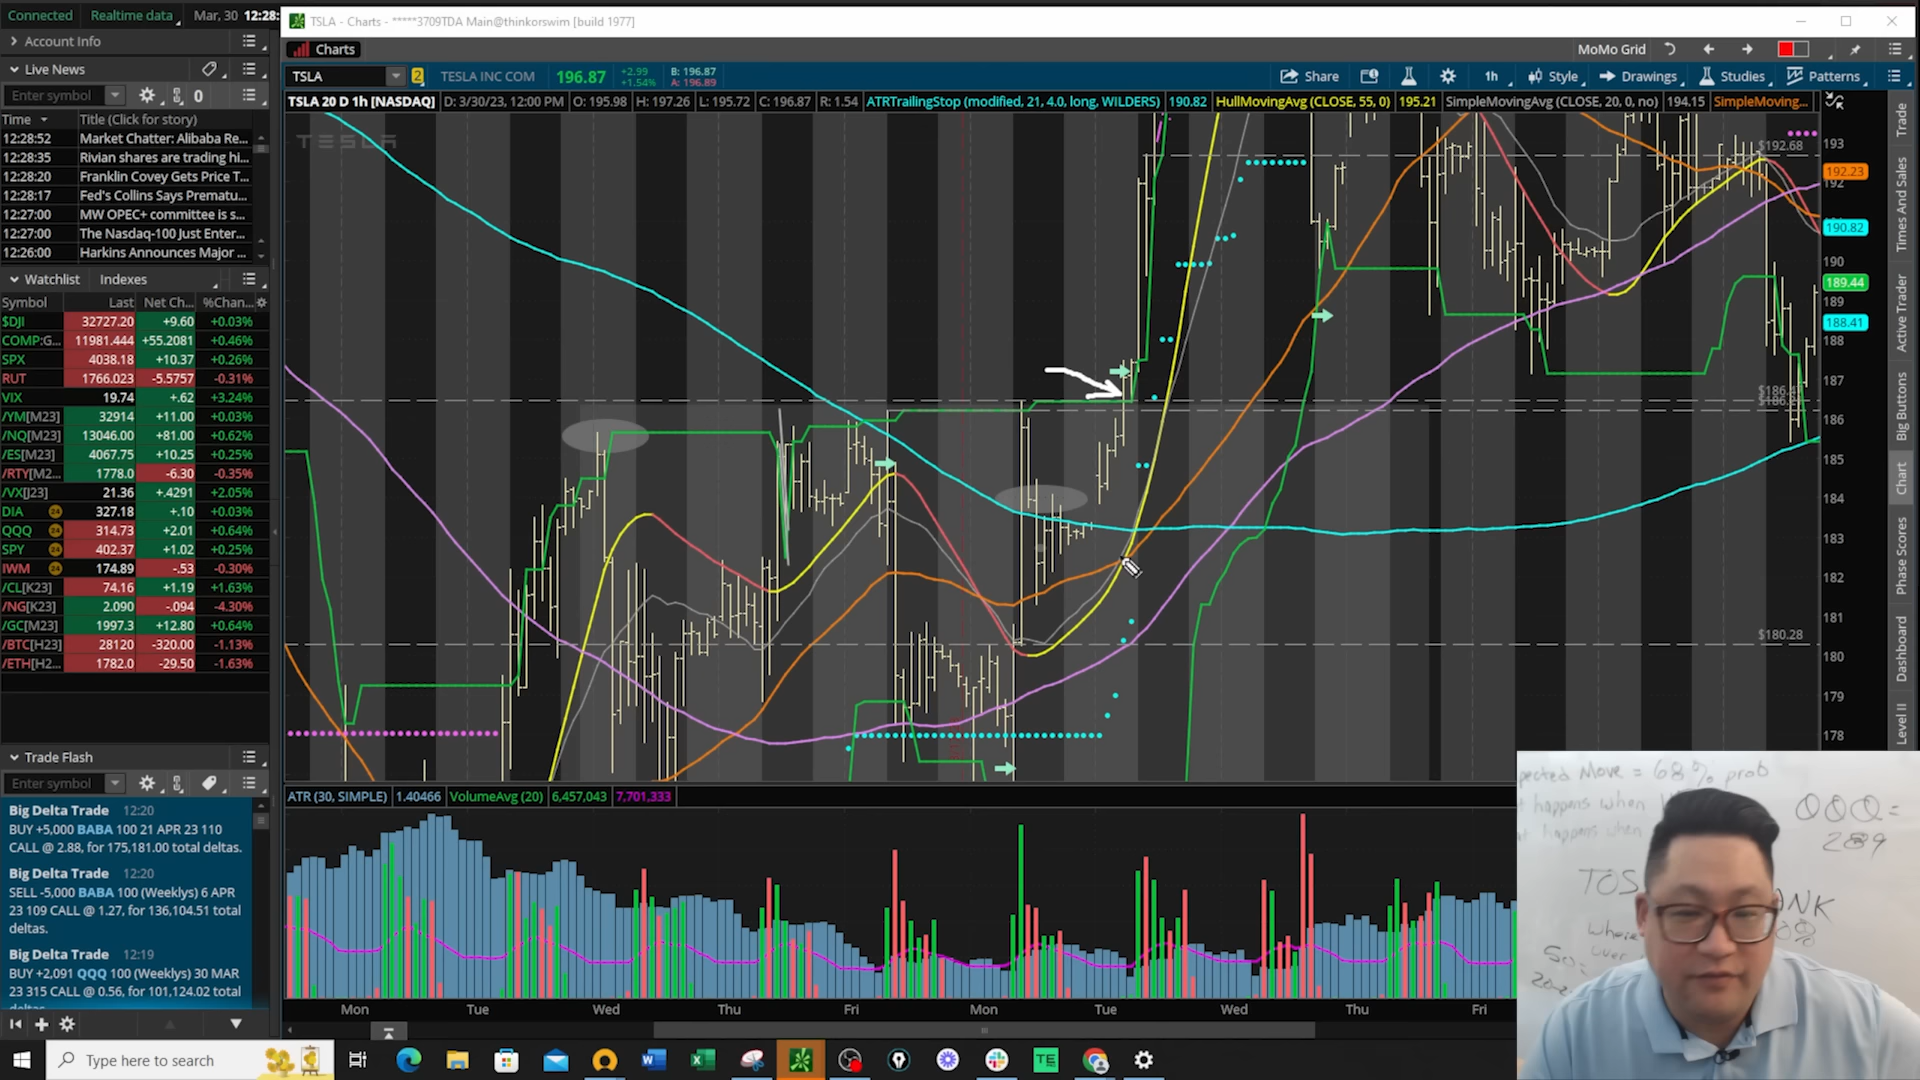 Connected
Realtime data
Mar, 30
12:28:
TSLA - Charts - *****3709TDA Main@thinkorswim [build 1977]
Account Info
Charts
MoMo Grid
Live News
TSLA
2
TESLA INC COM
196.87
+2.99
+1.54%
B: 196.87
A: 196.89
Share
1h
Style
Drawings
Studies
Patterns
Enter symbol
0
TSLA 20 D 1h [NASDAQ]
D: 3/30/23, 12:00 PM
O: 195.98
H: 197.26
L: 195.72
C: 196.87
R: 1.54
ATRTrailingStop (modified, 21, 4.0, long, WILDERS)
190.82
HullMovingAvg (CLOSE, 55, 0)
195.21
SimpleMovingAvg (CLOSE, 20, 0, no)
194.15
SimpleMoving...
Time
Title (Click for story)
12:28:52 Market Chatter: Alibaba Re...
12:28:35 Rivian shares are trading hi...
12:28:20 Franklin Covey Gets Price T...
12:28:17 Fed's Collins Says Prematu...
12:27:00 MW OPEC+ committee is s...
12:27:00 The Nasdaq-100 Just Enter...
12:26:00 Harkins Announces Major ...
TESLA
Watchlist
Indexes
Symbol Last Net Ch... %Chan...
$DJI 32727.20 +9.60 +0.03%
COMP:G... 11981.444 +55.2081 +0.46%
SPX 4038.18 +10.37 +0.26%
RUT 1766.023 -5.5757 -0.31%
VIX 19.74 +.62 +3.24%
/YM[M23] 32914 +11.00 +0.03%
/NQ[M23] 13046.00 +81.00 +0.62%
/ES[M23] 4067.75 +10.25 +0.25%
/RTY[M2... 1778.0 -6.30 -0.35%
/VX[J23] 21.36 +.4291 +2.05%
DIA 24 327.18 +.10 +0.03%
QQQ 24 314.73 +2.01 +0.64%
SPY 24 402.37 +1.02 +0.25%
IWM 24 174.89 -.53 -0.30%
/CL[K23] 74.16 +1.19 +1.63%
/NG[K23] 2.090 -.094 -4.30%
/GC[M23] 1997.3 +12.80 +0.64%
/BTC[H23] 28120 -320.00 -1.13%
/ETH[H2... 1782.0 -29.50 -1.63%
$192.68
$180.28
193
192.23
192
190.82
190
189.44
189
188.41
188
187
186
185
184
183
182
181
180
179
178
Trade
Times And Sales
Active Trader
Big Buttons
Chart
Phase Scores
Dashboard
Level II
Trade Flash
Enter symbol
Big Delta Trade 12:20
BUY +5,000 BABA 100 21 APR 23 110
CALL @ 2.88, for 175,181.00 total deltas.
Big Delta Trade 12:20
SELL -5,000 BABA 100 (Weeklys) 6 APR
23 109 CALL @ 1.27, for 136,104.51 total
deltas.
Big Delta Trade 12:19
BUY +2,091 QQQ 100 (Weeklys) 30 MAR
23 315 CALL @ 0.56, for 101,124.02 total
deltas.
ATR (30, SIMPLE)
1.40466
VolumeAvg (20)
6,457,043
7,701,333
Mon Tue Wed Thu Fri Mon Tue Wed Thu Fri
pected Move = 68% prob
happens when
happens when
QQQ =
289
TOS
Type here to search
TE